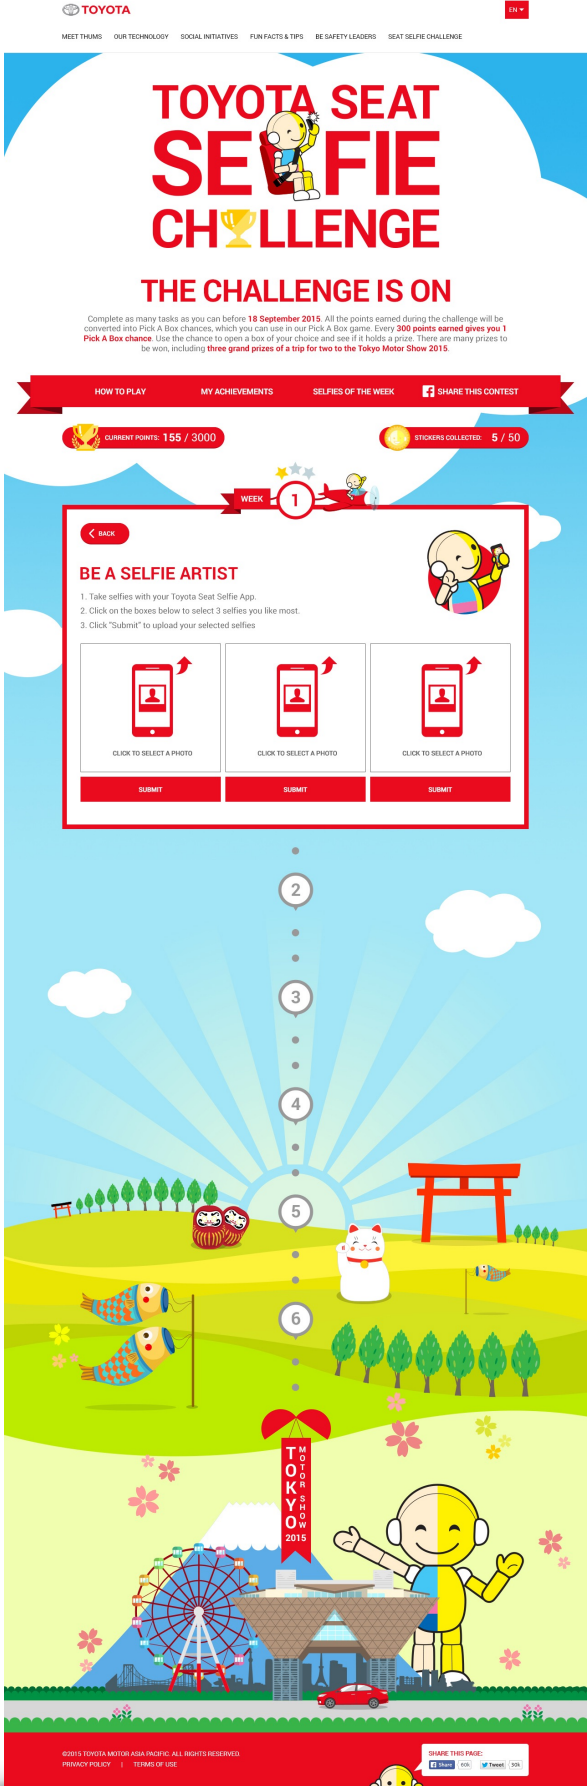 TOYOTA
EN
MEET THUMS OUR TECHNOLOGY SOCIAL INITIATIVES FUN FACTS & TIPS BE SAFETY LEADERS SEAT SELFIE CHALLENGE
TOYOTA SEAT
SELFIE
CHALLENGE
THE CHALLENGE IS ON
Complete as many tasks as you can before 18 September 2015. All the points earned during the challenge will be
converted into Pick A Box chances, which you can use in our Pick A Box game. Every 300 points earned gives you 1
Pick A Box chance. Use the chance to open a box of your choice and see if it holds a prize. There are many prizes to
be won, including three grand prizes of a trip for two to the Tokyo Motor Show 2015.
HOW TO PLAY MY ACHIEVEMENTS SELFIES OF THE WEEK SHARE THIS CONTEST
CURRENT POINTS: 155 / 3000
STICKERS COLLECTED: 5 / 50
WEEK 1
BACK
BE A SELFIE ARTIST
1. Take selfies with your Toyota Seat Selfie App.
2. Click on the boxes below to select 3 selfies you like most.
3. Click "Submit" to upload your selected selfies
CLICK TO SELECT A PHOTO CLICK TO SELECT A PHOTO CLICK TO SELECT A PHOTO
SUBMIT SUBMIT SUBMIT
2
3
4
5
6
TOKYO
MOTOR SHOW
2015
©2015 TOYOTA MOTOR ASIA PACIFIC. ALL RIGHTS RESERVED.
PRIVACY POLICY | TERMS OF USE
SHARE THIS PAGE:
Share 60k Tweet 30k